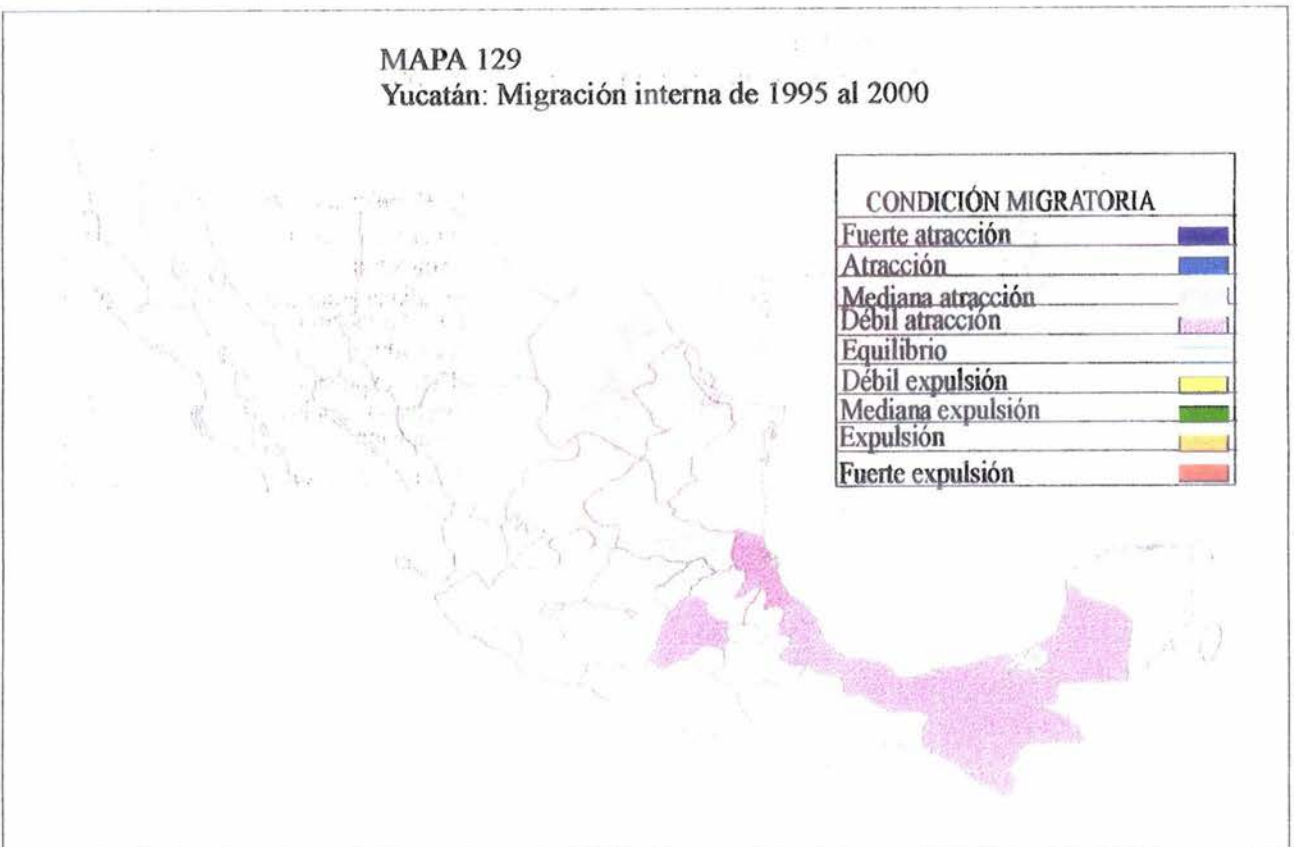 MAPA 129
Yucatán: Migración interna de 1995 al 2000
CONDICIÓN MIGRATORIA
Fuerte atracción
Atracción
Mediana atracción
Débil atracción
Equilibrio
Débil expulsión
Mediana expulsión
Expulsión
Fuerte expulsión